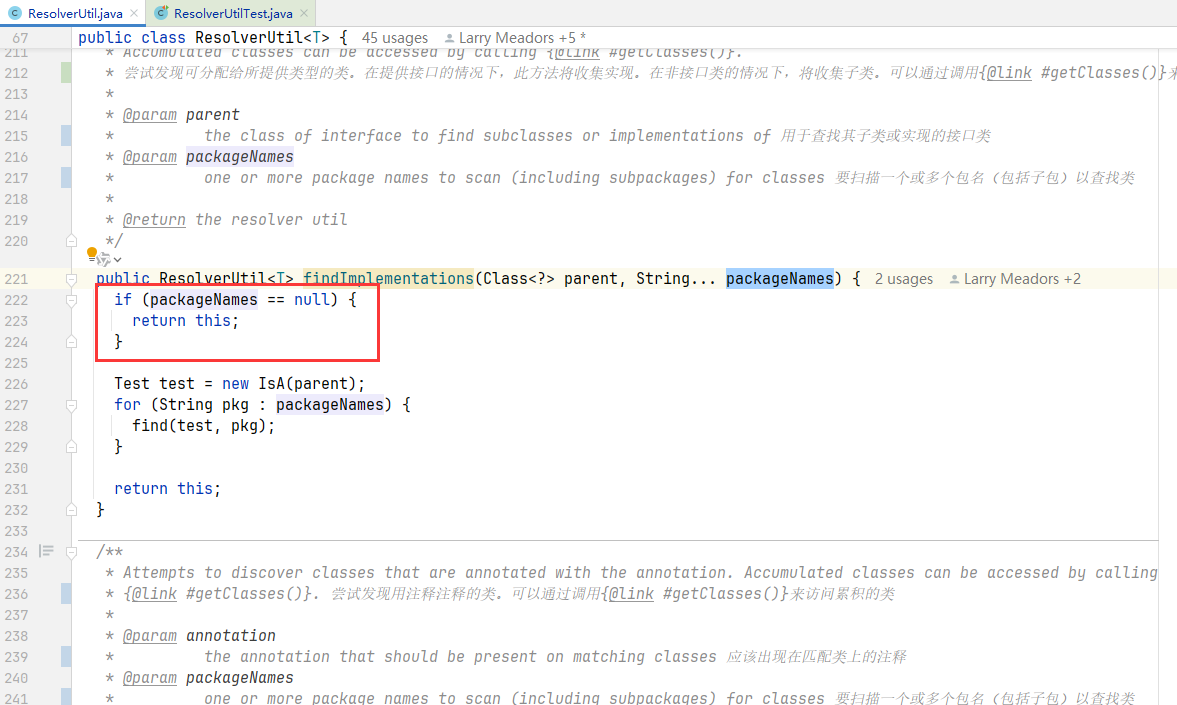 ResolverUtil.java ResolverUtilTest.java
67 public class ResolverUtil<T> { 45 usages Larry Meadors +5 *
211 * Accumulated classes can be accessed by calling {@link #getClasses()}.
212 * 尝试发现可分配给所提供类型的类。在提供接口的情况下，此方法将收集实现。在非接口类的情况下，将收集子类。可以通过调用{@link #getClasses()}来
213 *
214 * @param parent
215 * the class of interface to find subclasses or implementations of 用于查找其子类或实现的接口类
216 * @param packageNames
217 * one or more package names to scan (including subpackages) for classes 要扫描一个或多个包名（包括子包）以查找类
218 *
219 * @return the resolver util
220 */
221 public ResolverUtil<T> findImplementations(Class<?> parent, String... packageNames) { 2 usages Larry Meadors +2
222 if (packageNames == null) {
223 return this;
224 }
225
226 Test test = new IsA(parent);
227 for (String pkg : packageNames) {
228 find(test, pkg);
229 }
230
231 return this;
232 }
233
234 /**
235 * Attempts to discover classes that are annotated with the annotation. Accumulated classes can be accessed by calling
236 * {@link #getClasses()}. 尝试发现用注释注释的类。可以通过调用{@link #getClasses()}来访问累积的类
237 *
238 * @param annotation
239 * the annotation that should be present on matching classes 应该出现在匹配类上的注释
240 * @param packageNames
241 * one or more package names to scan (including subpackages) for classes 要扫描一个或多个包名（包括子包）以查找类